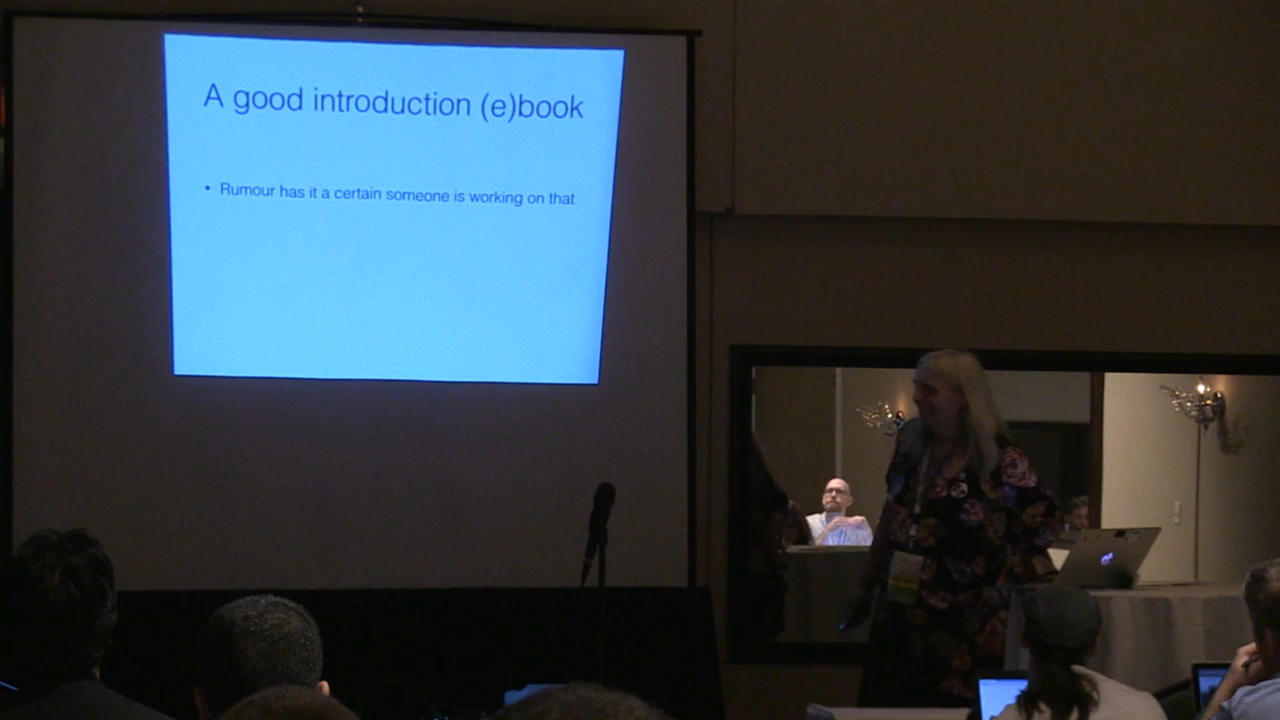 A good introduction (e)book
• Rumour has it a certain someone is working on that